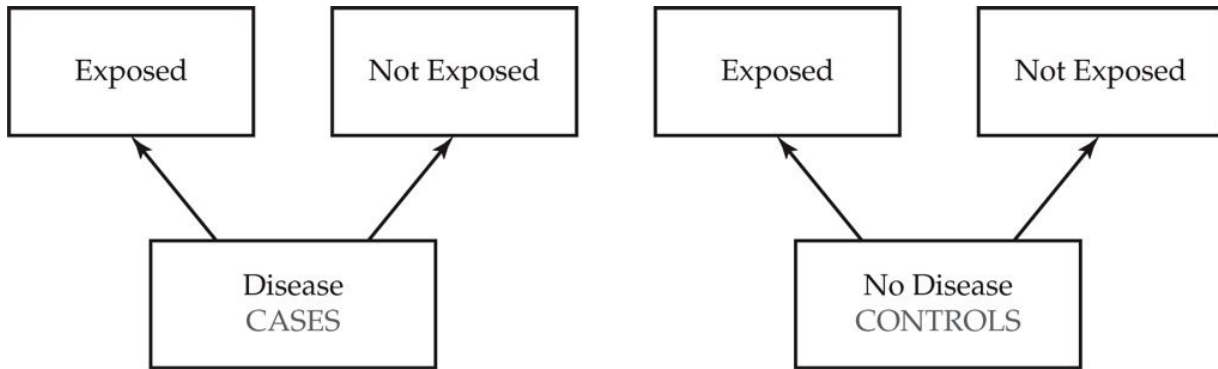 Exposed
Not Exposed
Exposed
Not Exposed
Disease
CASES
No Disease
CONTROLS